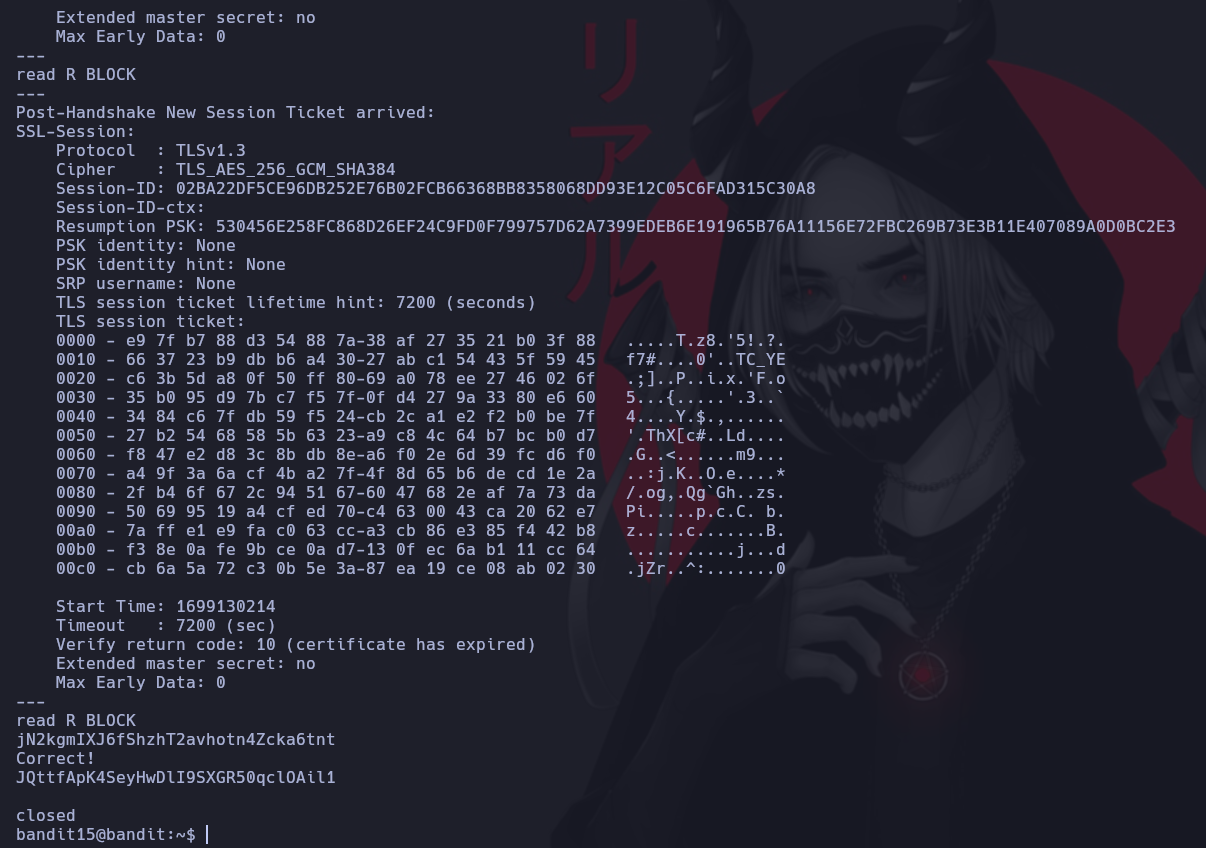 Extended master secret: no
Max Early Data: 0
---
read R BLOCK
---
Post-Handshake New Session Ticket arrived:
SSL-Session:
Protocol  : TLSv1.3
Cipher    : TLS_AES_256_GCM_SHA384
Session-ID: 02BA22DF5CE96DB252E76B02FCB66368BB8358068DD93E12C05C6FAD315C30A8
Session-ID-ctx:
Resumption PSK: 530456E258FC868D26EF24C9FD0F799757D62A7399EDEB6E191965B76A11156E72FBC269B73E3B11E407089A0D0BC2E3
PSK identity: None
PSK identity hint: None
SRP username: None
TLS session ticket lifetime hint: 7200 (seconds)
TLS session ticket:
0000 - e9 7f b7 88 d3 54 88 7a-38 af 27 35 21 b0 3f 88   .....T.z8.'5!.?.
0010 - 66 37 23 b9 db b6 a4 30-27 ab c1 54 43 5f 59 45   f7#....0'..TC_YE
0020 - c6 3b 5d a8 0f 50 ff 80-69 a0 78 ee 27 46 02 6f   .;]..P..i.x.'F.o
0030 - 35 b0 95 d9 7b c7 f5 7f-0f d4 27 9a 33 80 e6 60   5...{.....'.3..`
0040 - 34 84 c6 7f db 59 f5 24-cb 2c a1 e2 f2 b0 be 7f   4....Y.$.,......
0050 - 27 b2 54 68 58 5b 63 23-a9 c8 4c 64 b7 bc b0 d7   '.ThX[c#..Ld....
0060 - f8 47 e2 d8 3c 8b db 8e-a6 f0 2e 6d 39 fc d6 f0   .G..<......m9...
0070 - a4 9f 3a 6a cf 4b a2 7f-4f 8d 65 b6 de cd 1e 2a   ..:j.K..O.e....*
0080 - 2f b4 6f 67 2c 94 51 67-60 47 68 2e af 7a 73 da   /.og,.Qg`Gh..zs.
0090 - 50 69 95 19 a4 cf ed 70-c4 63 00 43 ca 20 62 e7   Pi.....p.c.C. b.
00a0 - 7a ff e1 e9 fa c0 63 cc-a3 cb 86 e3 85 f4 42 b8   z.....c.......B.
00b0 - f3 8e 0a fe 9b ce 0a d7-13 0f ec 6a b1 11 cc 64   ...........j...d
00c0 - cb 6a 5a 72 c3 0b 5e 3a-87 ea 19 ce 08 ab 02 30   .jZr..^:.......0
Start Time: 1699130214
Timeout   : 7200 (sec)
Verify return code: 10 (certificate has expired)
Extended master secret: no
Max Early Data: 0
---
read R BLOCK
jN2kgmIXJ6fShzhT2avhotn4Zcka6tnt
Correct!
JQttfApK4SeyHwDlI9SXGR50qclOAil1
closed
bandit15@bandit:~$
リアル